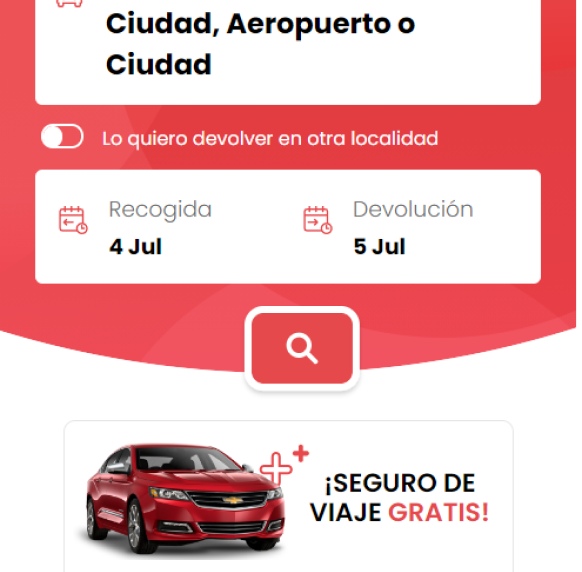 Ciudad, Aeropuerto o
Ciudad
Lo quiero devolver en otra localidad
Recogida
4 Jul
Devolución
5 Jul
¡SEGURO DE
VIAJE GRATIS!